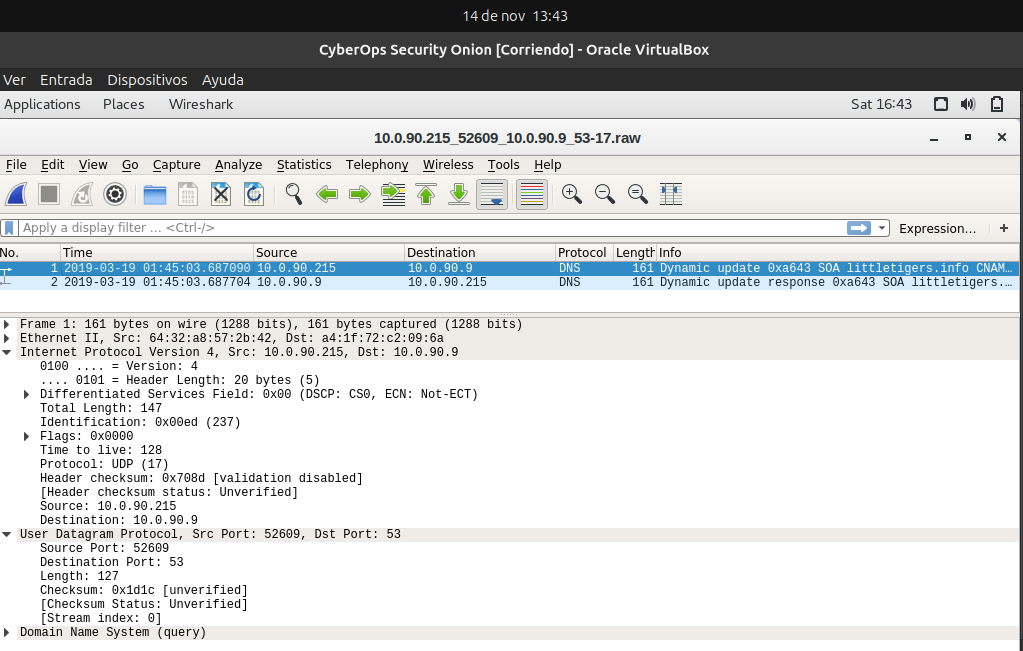 14 de nov 13:43
CyberOps Security Onion [Corriendo] - Oracle VirtualBox
Ver Entrada Dispositivos Ayuda
Applications Places Wireshark Sat 16:43
10.0.90.215_52609_10.0.90.9_53-17.raw
File Edit View Go Capture Analyze Statistics Telephony Wireless Tools Help
Apply a display filter ... <Ctrl-/> Expression... +
No. Time Source Destination Protocol Length Info
1 2019-03-19 01:45:03.687090 10.0.90.215 10.0.90.9 DNS 161 Dynamic update 0xa643 SOA littletigers.info CNAM...
2 2019-03-19 01:45:03.687704 10.0.90.9 10.0.90.215 DNS 161 Dynamic update response 0xa643 SOA littletigers....
Frame 1: 161 bytes on wire (1288 bits), 161 bytes captured (1288 bits)
Ethernet II, Src: 64:32:a8:57:2b:42, Dst: a4:1f:72:c2:09:6a
Internet Protocol Version 4, Src: 10.0.90.215, Dst: 10.0.90.9
0100 .... = Version: 4
.... 0101 = Header Length: 20 bytes (5)
Differentiated Services Field: 0x00 (DSCP: CS0, ECN: Not-ECT)
Total Length: 147
Identification: 0x00ed (237)
Flags: 0x0000
Time to live: 128
Protocol: UDP (17)
Header checksum: 0x708d [validation disabled]
[Header checksum status: Unverified]
Source: 10.0.90.215
Destination: 10.0.90.9
User Datagram Protocol, Src Port: 52609, Dst Port: 53
Source Port: 52609
Destination Port: 53
Length: 127
Checksum: 0x1d1c [unverified]
[Checksum Status: Unverified]
[Stream index: 0]
Domain Name System (query)